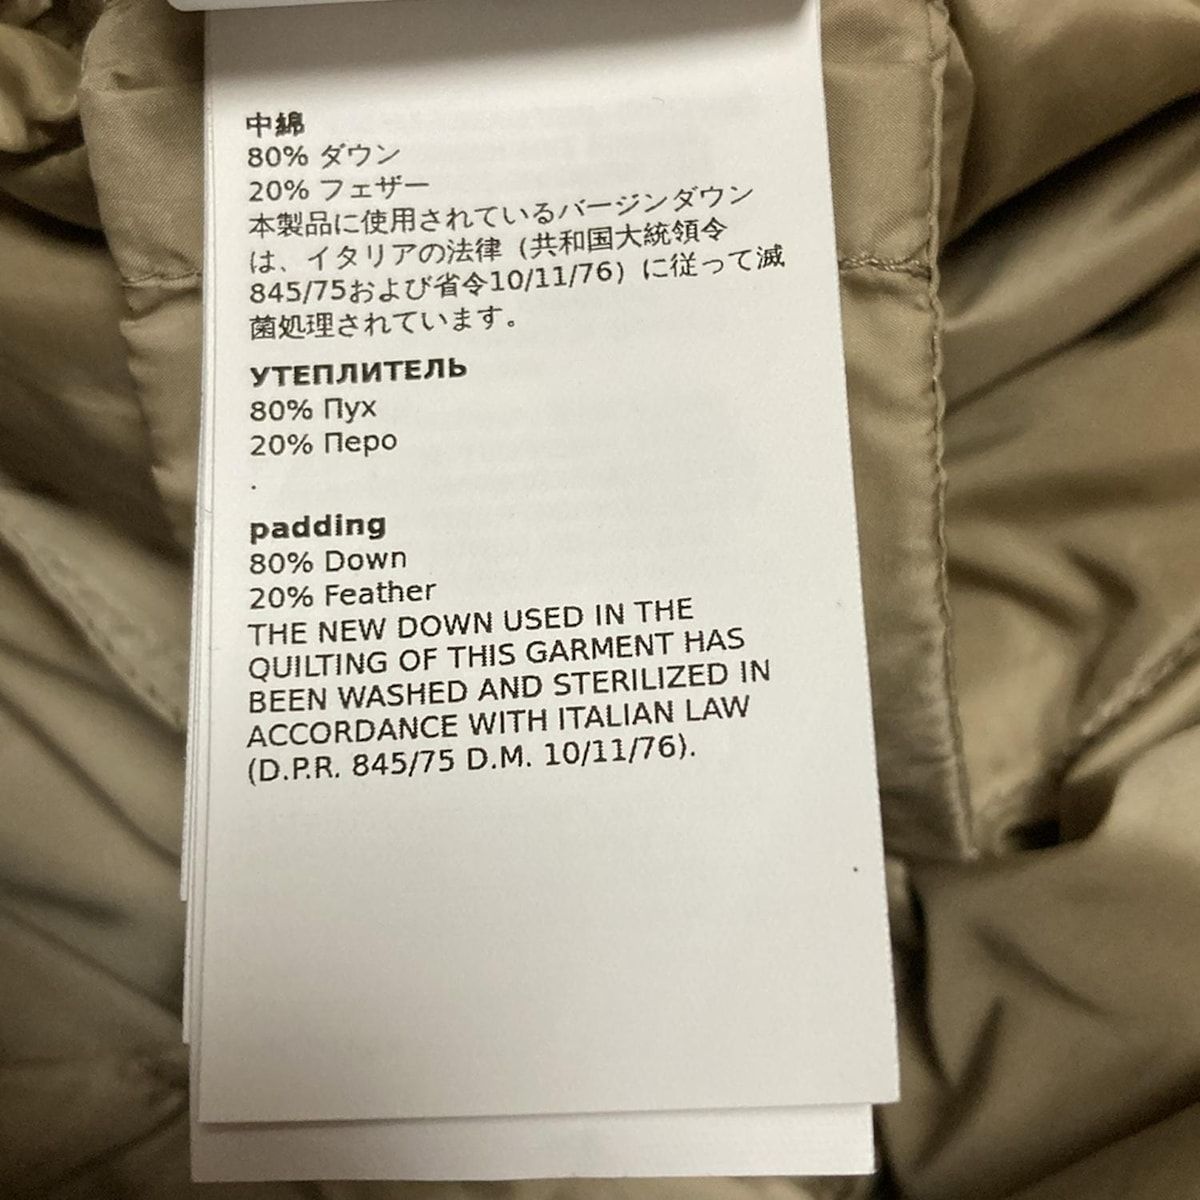 中綿
80% ダウン
20% フェザー
本製品に使用されているバージンダウン
は、イタリアの法律（共和国大統領令
845/75および省令10/11/76）に従って滅
菌処理されています。
УТЕПЛИТЕЛЬ
80% Пух
20% Перо
.
padding
80% Down
20% Feather
THE NEW DOWN USED IN THE
QUILTING OF THIS GARMENT HAS
BEEN WASHED AND STERILIZED IN
ACCORDANCE WITH ITALIAN LAW
(D.P.R. 845/75 D.M. 10/11/76).